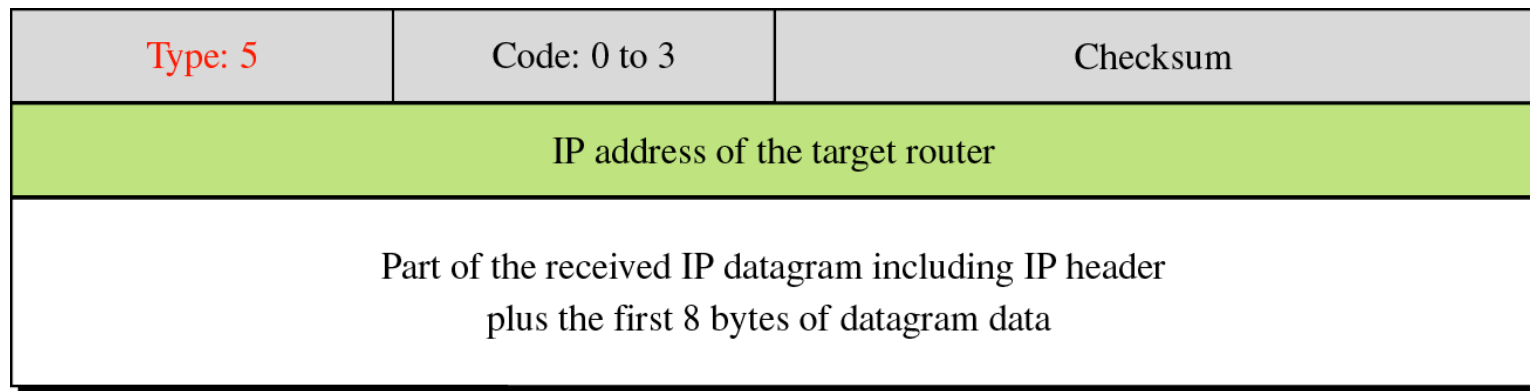 Type: 5
Code: 0 to 3
Checksum
IP address of the target router
Part of the received IP datagram including IP header
plus the first 8 bytes of datagram data